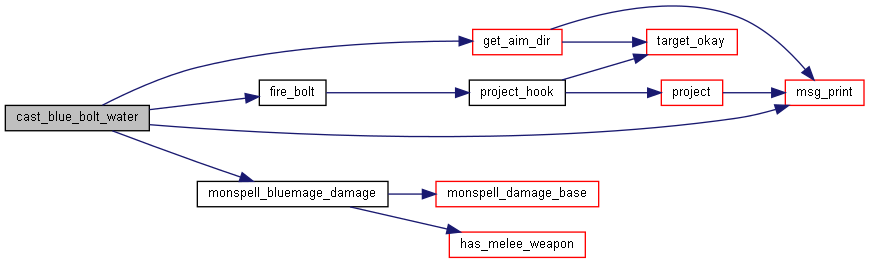 get_aim_dir
target_okay
fire_bolt
project_hook
project
msg_print
cast_blue_bolt_water
monspell_bluemage_damage
monspell_damage_base
has_melee_weapon